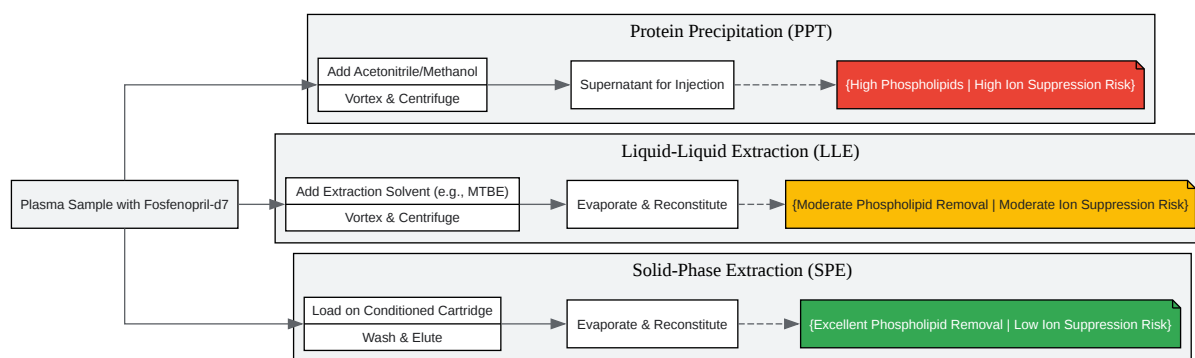 Protein Precipitation (PPT)
Add Acetonitrile/Methanol
Vortex & Centrifuge
Supernatant for Injection
{High Phospholipids | High Ion Suppression Risk}
Liquid-Liquid Extraction (LLE)
Plasma Sample with Fosfenopril-d7
Add Extraction Solvent (e.g., MTBE)
Vortex & Centrifuge
Evaporate & Reconstitute
{Moderate Phospholipid Removal | Moderate Ion Suppression Risk}
Solid-Phase Extraction (SPE)
Load on Conditioned Cartridge
Wash & Elute
Evaporate & Reconstitute
{Excellent Phospholipid Removal | Low Ion Suppression Risk}